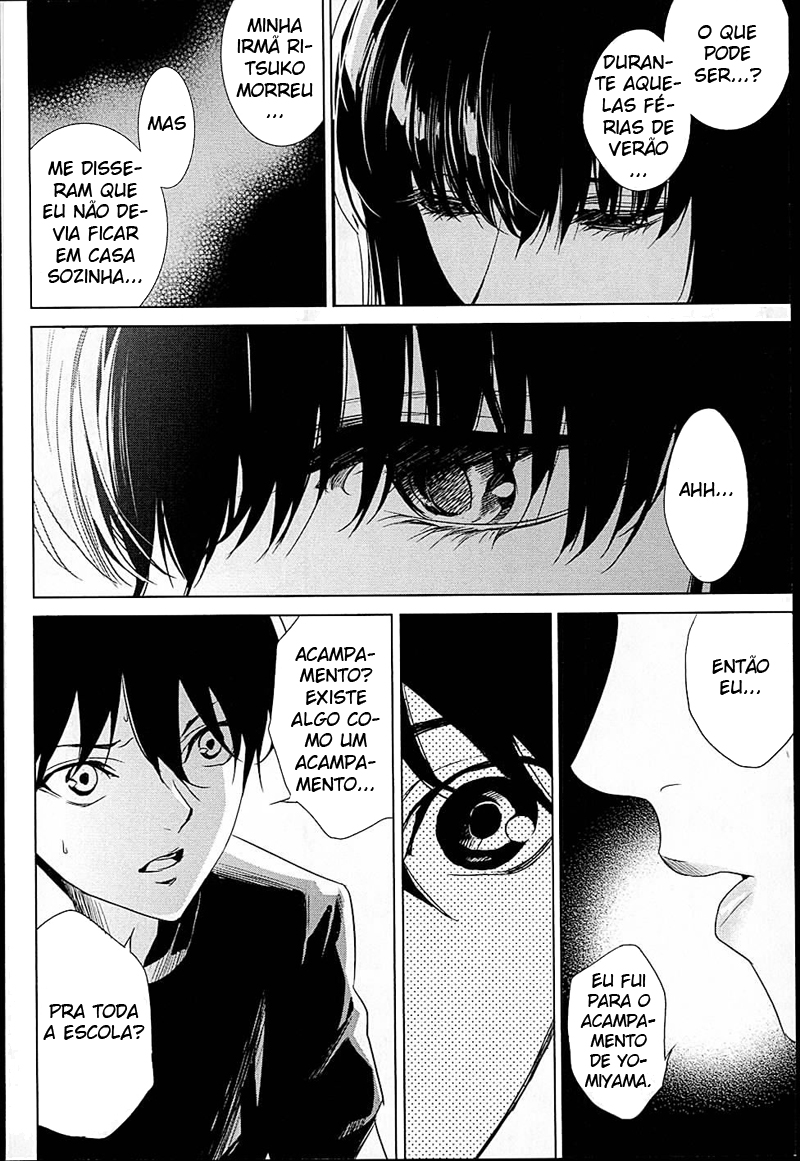 O QUE
PODE
SER...?
DURAN-
TE AQUE-
LAS FÉ-
RIAS DE
VERÃO
...
MINHA
IRMÃ RI-
TSUKO
MORREU
...
MAS
ME DISSE-
RAM QUE
EU NÃO DE-
VIA FICAR
EM CASA
SOZINHA...
AHH...
ENTÃO
EU...
EU FUI
PARA O
ACAMPA-
MENTO
DE YO-
MIYAMA.
ACAMPA-
MENTO?
EXISTE
ALGO CO-
MO UM
ACAMPA-
MENTO...
PRA TODA
A ESCOLA?